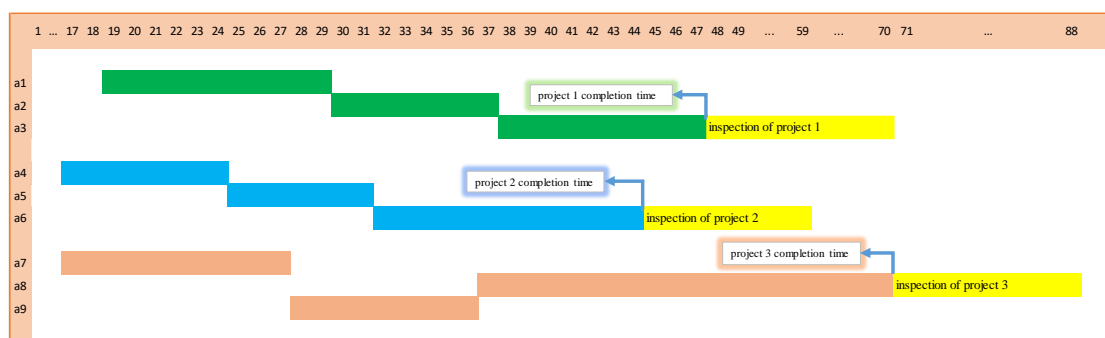 1 ... 17 18 19 20 21 22 23 24 25 26 27 28 29 30 31 32 33 34 35 36 37 38 39 40 41 42 43 44 45 46 47 48 49 ... 59 ... 70 71 ... 88
a1
a2 project 1 completion time
a3 inspection of project 1
a4 project 2 completion time
a5
a6 inspection of project 2
a7 project 3 completion time
a8 inspection of project 3
a9